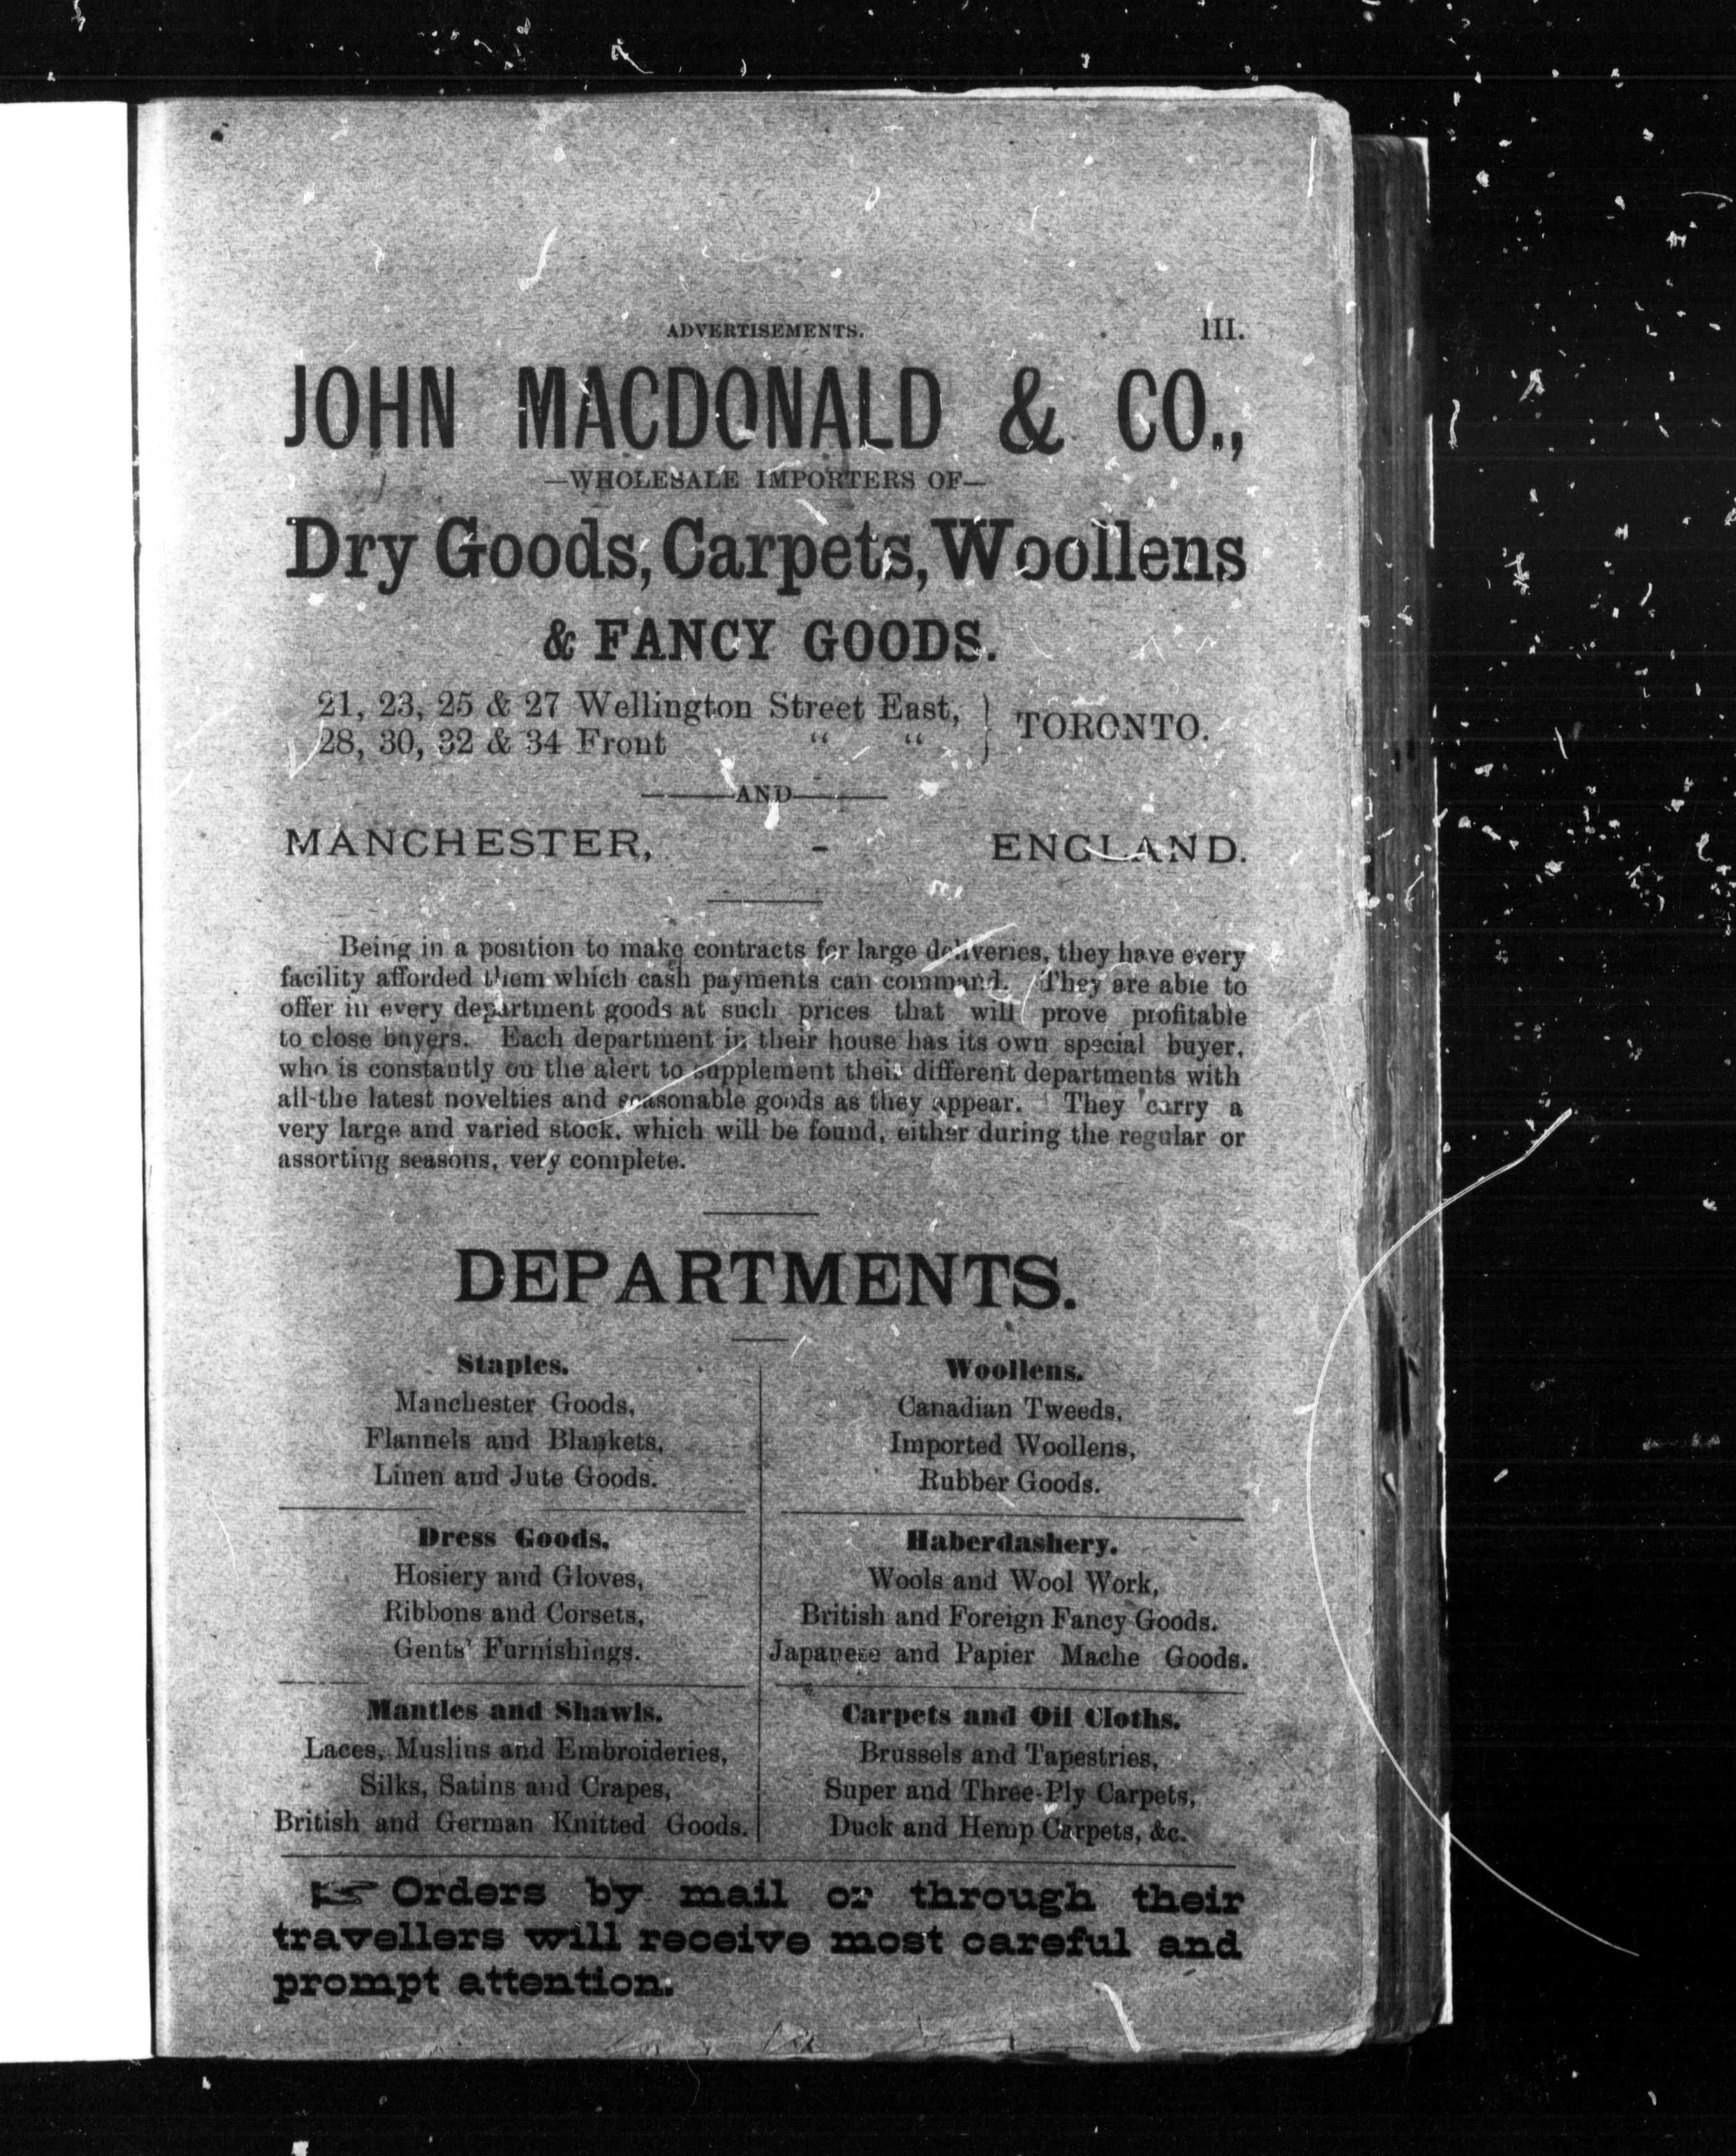 ADVERTISEMENTS. III.
JOHN MACDONALD & CO.,
—WHOLESALE IMPORTERS OF—
Dry Goods, Carpets, Woollens
& FANCY GOODS.
21, 23, 25 & 27 Wellington Street East, } TORONTO.
28, 30, 32 & 34 Front “ “
———AND———
MANCHESTER, - ENGLAND.
Being in a position to make contracts for large deliveries, they have every
facility afforded them which cash payments can command. They are able to
offer in every department goods at such prices that will prove profitable
to close buyers. Each department in their house has its own special buyer,
who is constantly on the alert to supplement their different departments with
all the latest novelties and seasonable goods as they appear. They carry a
very large and varied stock, which will be found, either during the regular or
assorting seasons, very complete.
DEPARTMENTS.
Staples.
Manchester Goods,
Flannels and Blankets,
Linen and Jute Goods.
Dress Goods.
Hosiery and Gloves,
Ribbons and Corsets,
Gents' Furnishings.
Mantles and Shawls.
Laces, Muslins and Embroideries,
Silks, Satins and Crapes,
British and German Knitted Goods.
Woollens.
Canadian Tweeds,
Imported Woollens,
Rubber Goods.
Haberdashery.
Wools and Wool Work,
British and Foreign Fancy Goods.
Japanese and Papier Mache Goods.
Carpets and Oil Cloths.
Brussels and Tapestries,
Super and Three-Ply Carpets,
Duck and Hemp Carpets, &c.
☞ Orders by mail or through their
travellers will receive most careful and
prompt attention.